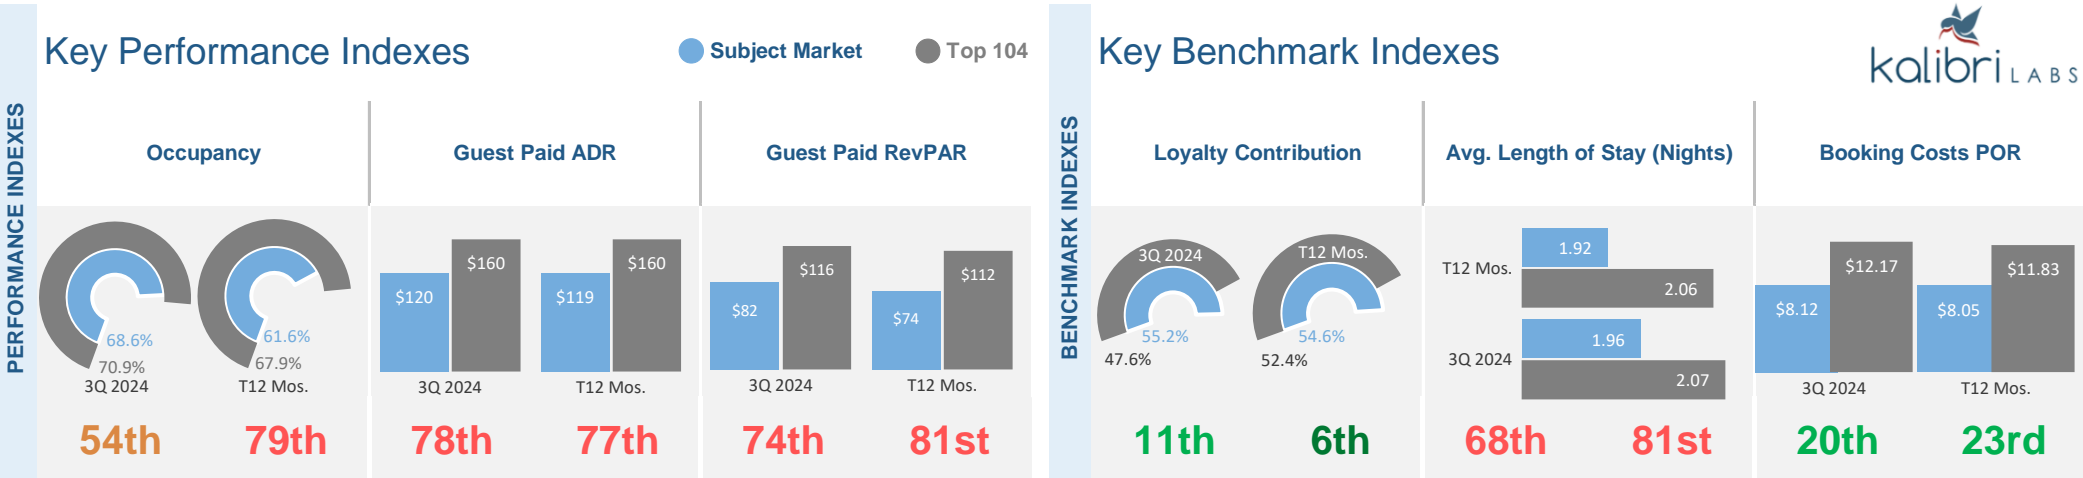 PERFORMANCE INDEXES
Key Performance Indexes
Subject Market
Top 104
Occupancy
Guest Paid ADR
Guest Paid RevPAR
68.6%
70.9%
3Q 2024
61.6%
67.9%
T12 Mos.
$120
$160
3Q 2024
$119
$160
T12 Mos.
$82
$116
3Q 2024
$74
$112
T12 Mos.
54th
79th
78th
77th
74th
81st
BENCHMARK INDEXES
Key Benchmark Indexes
kalibri LABS
Loyalty Contribution
Avg. Length of Stay (Nights)
Booking Costs POR
3Q 2024
55.2%
47.6%
T12 Mos.
54.6%
52.4%
T12 Mos.
1.92
2.06
3Q 2024
1.96
2.07
$8.12
$12.17
3Q 2024
$8.05
$11.83
T12 Mos.
11th
6th
68th
81st
20th
23rd